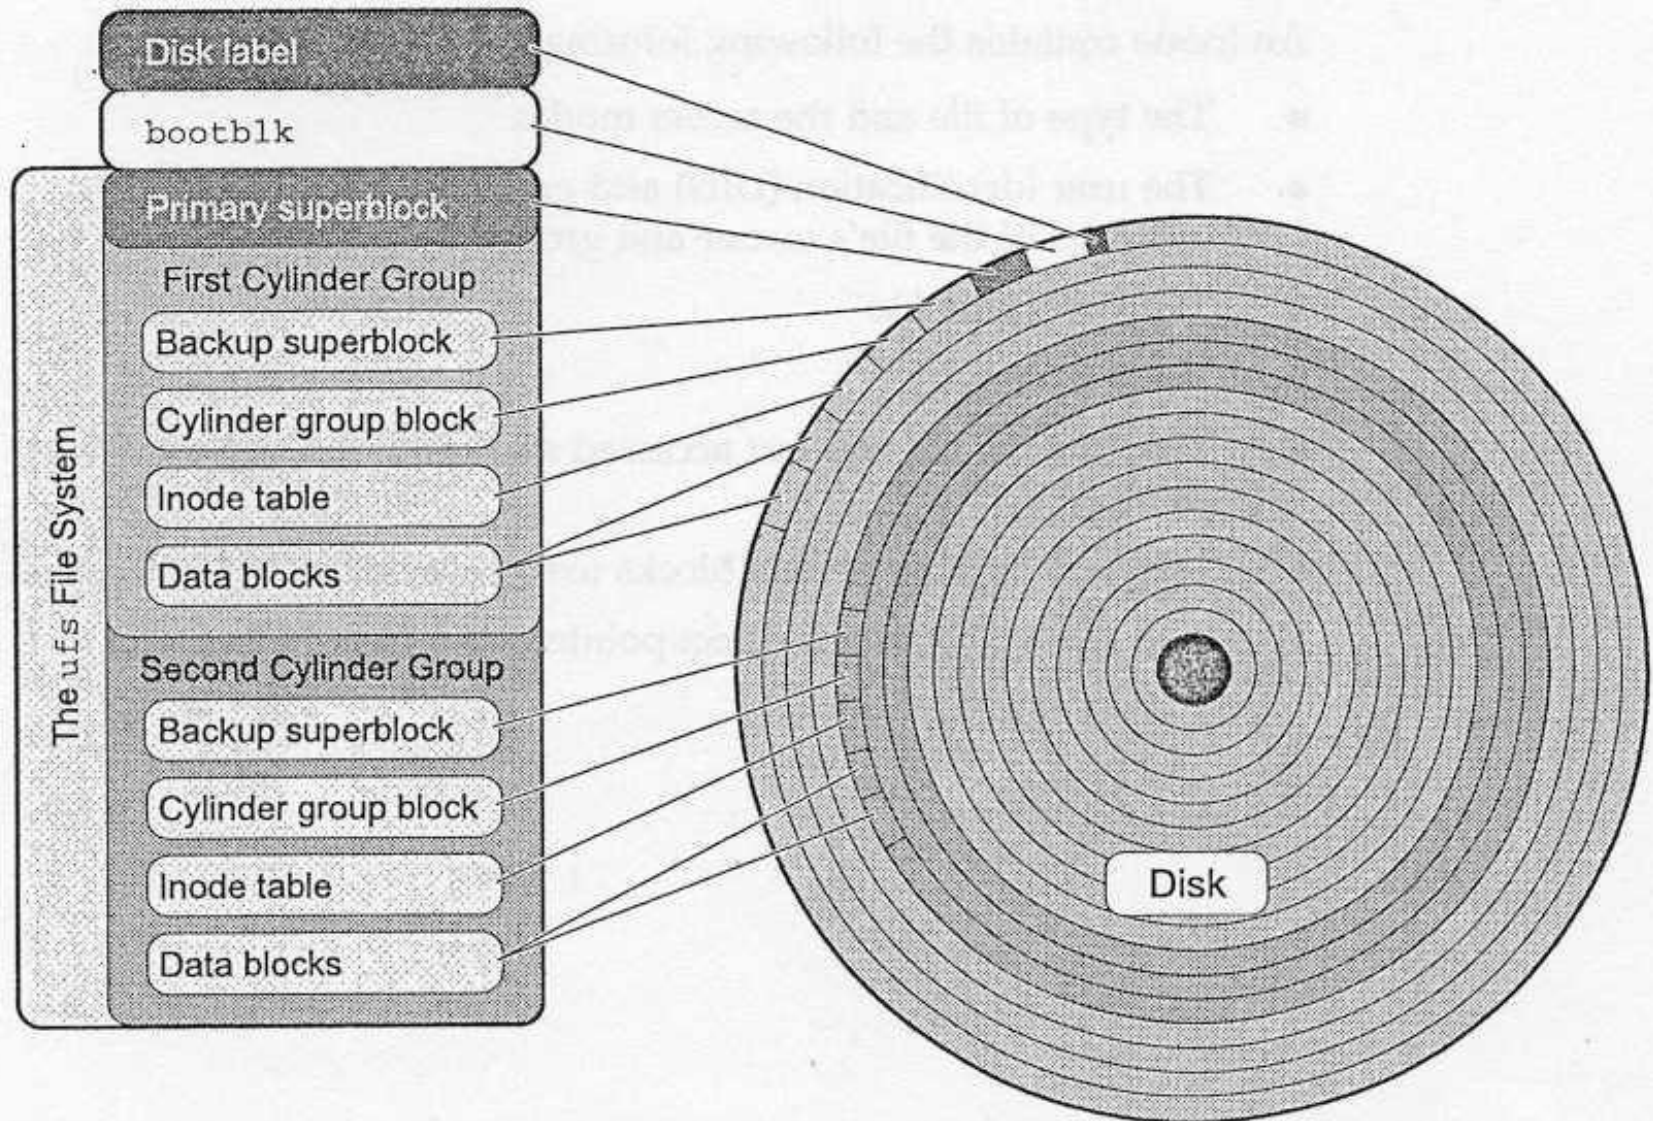 Disk label
bootblk
Primary superblock
First Cylinder Group
Backup superblock
Cylinder group block
Inode table
Data blocks
The ufs File System
Second Cylinder Group
Backup superblock
Cylinder group block
Inode table
Data blocks
Disk